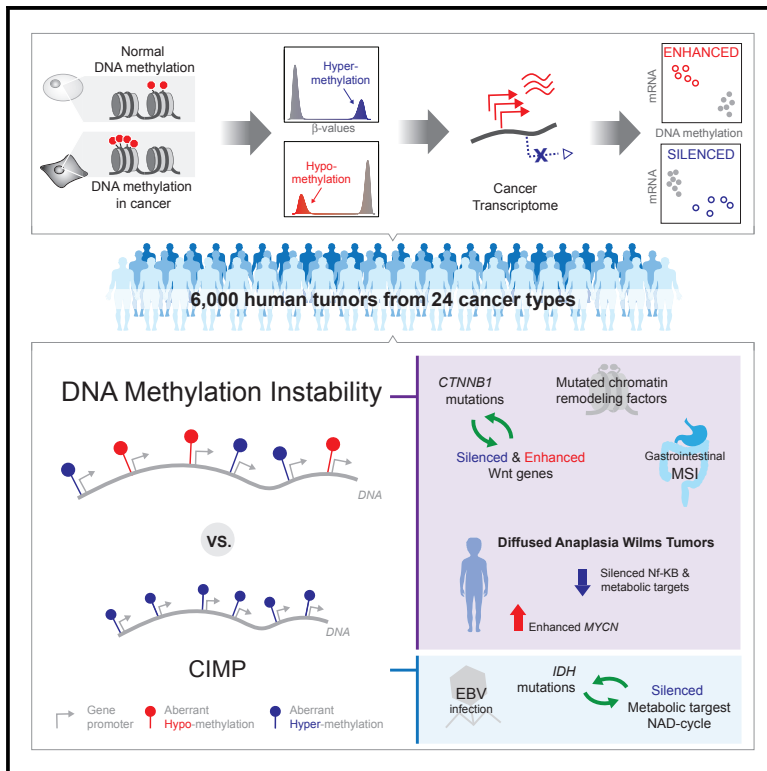 Normal
DNA methylation
DNA methylation
in cancer
Hyper-
methylation
β-values
Hypo-
methylation
Cancer
Transcriptome
X
ENHANCED
mRNA
DNA methylation
SILENCED
mRNA
6,000 human tumors from 24 cancer types
DNA Methylation Instability
DNA
VS.
DNA
CIMP
Gene
promoter
Aberrant
Hypo-methylation
Aberrant
Hyper-methylation
CTNNB1
mutations
Silenced & Enhanced
Wnt genes
Mutated chromatin
remodeling factors
Gastrointestinal
MSI
Diffused Anaplasia Wilms Tumors
Silenced Nf-KB &
metabolic targets
Enhanced MYCN
EBV
infection
IDH
mutations
Silenced
Metabolic targest
NAD-cycle